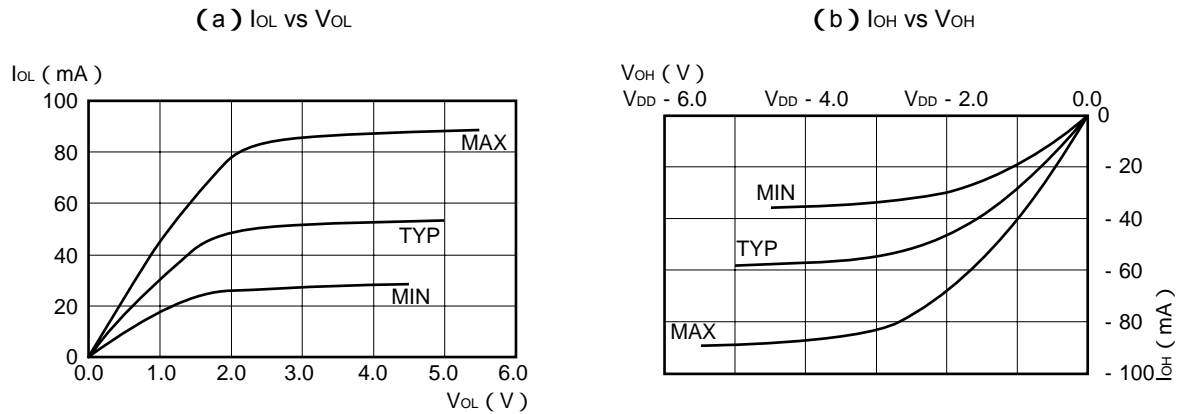 (a) IOL vs VOL
IOL ( mA )
100
80
60
40
20
0
0.0 1.0 2.0 3.0 4.0 5.0 6.0
VOL ( V )
MAX
TYP
MIN
(b) IOH vs VOH
VOH ( V )
VDD - 6.0 VDD - 4.0 VDD - 2.0 0.0
0
- 20
- 40
- 60
- 80
- 100
IOH ( mA )
MIN
TYP
MAX